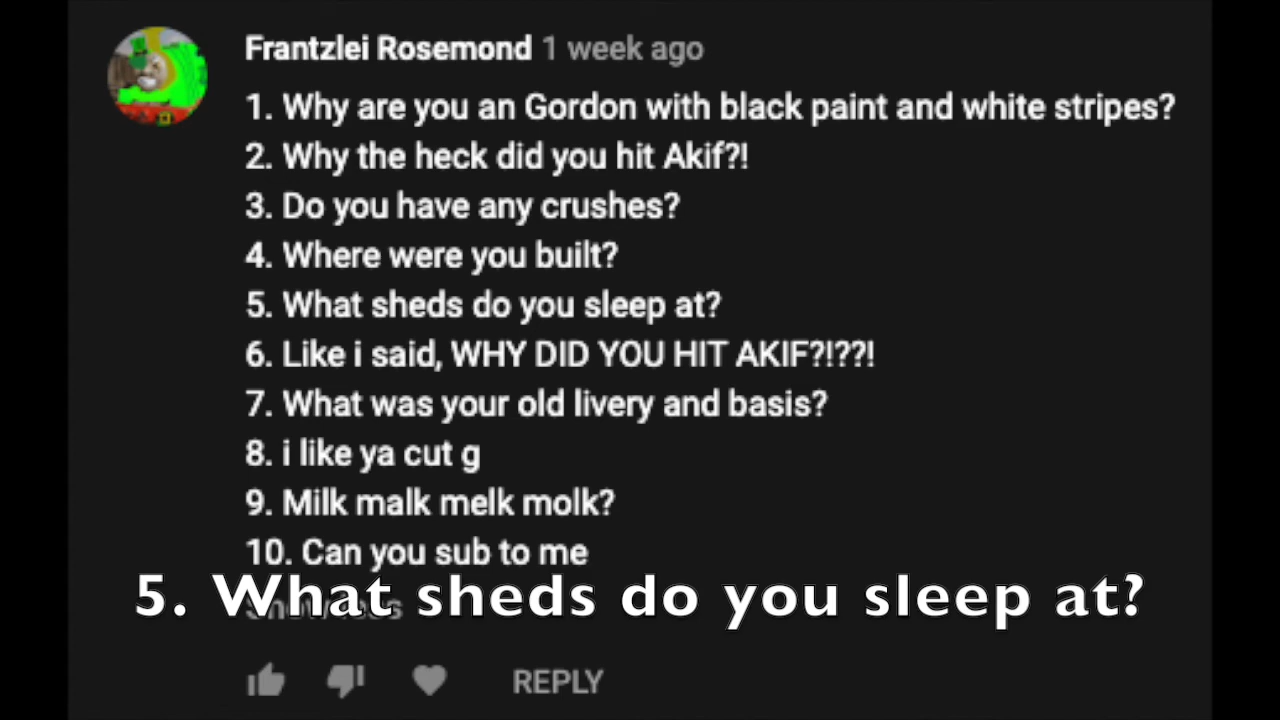 Frantzlei Rosemond 1 week ago
1. Why are you an Gordon with black paint and white stripes?
2. Why the heck did you hit Akif?!
3. Do you have any crushes?
4. Where were you built?
5. What sheds do you sleep at?
6. Like i said, WHY DID YOU HIT AKIF?!??!
7. What was your old livery and basis?
8. i like ya cut g
9. Milk malk melk molk?
10. Can you sub to me
5. What sheds do you sleep at?
Show less
REPLY